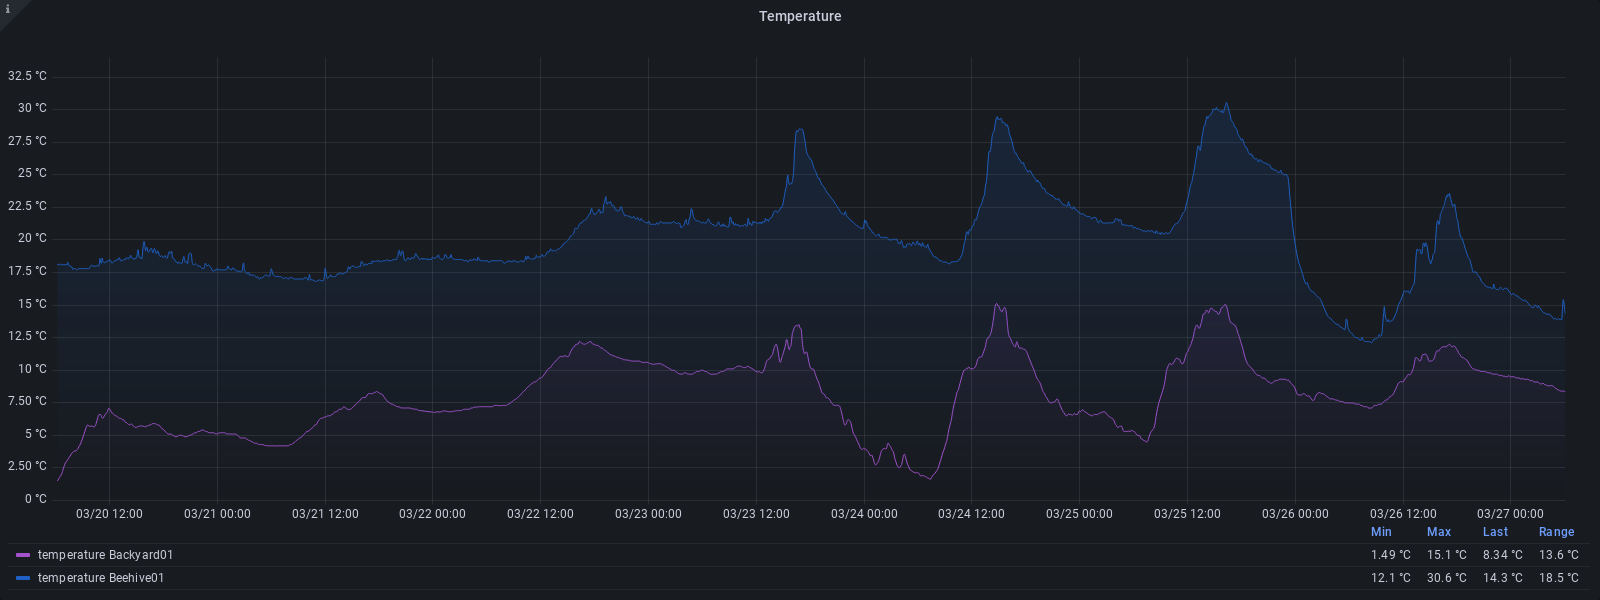 i
Temperature
32.5 °C
30 °C
27.5 °C
25 °C
22.5 °C
20 °C
17.5 °C
15 °C
12.5 °C
10 °C
7.50 °C
5 °C
2.50 °C
0 °C
03/20 12:00 03/21 00:00 03/21 12:00 03/22 00:00 03/22 12:00 03/23 00:00 03/23 12:00 03/24 00:00 03/24 12:00 03/25 00:00 03/25 12:00 03/26 00:00 03/26 12:00 03/27 00:00
Min Max Last Range
temperature Backyard01 1.49 °C 15.1 °C 8.34 °C 13.6 °C
temperature Beehive01 12.1 °C 30.6 °C 14.3 °C 18.5 °C